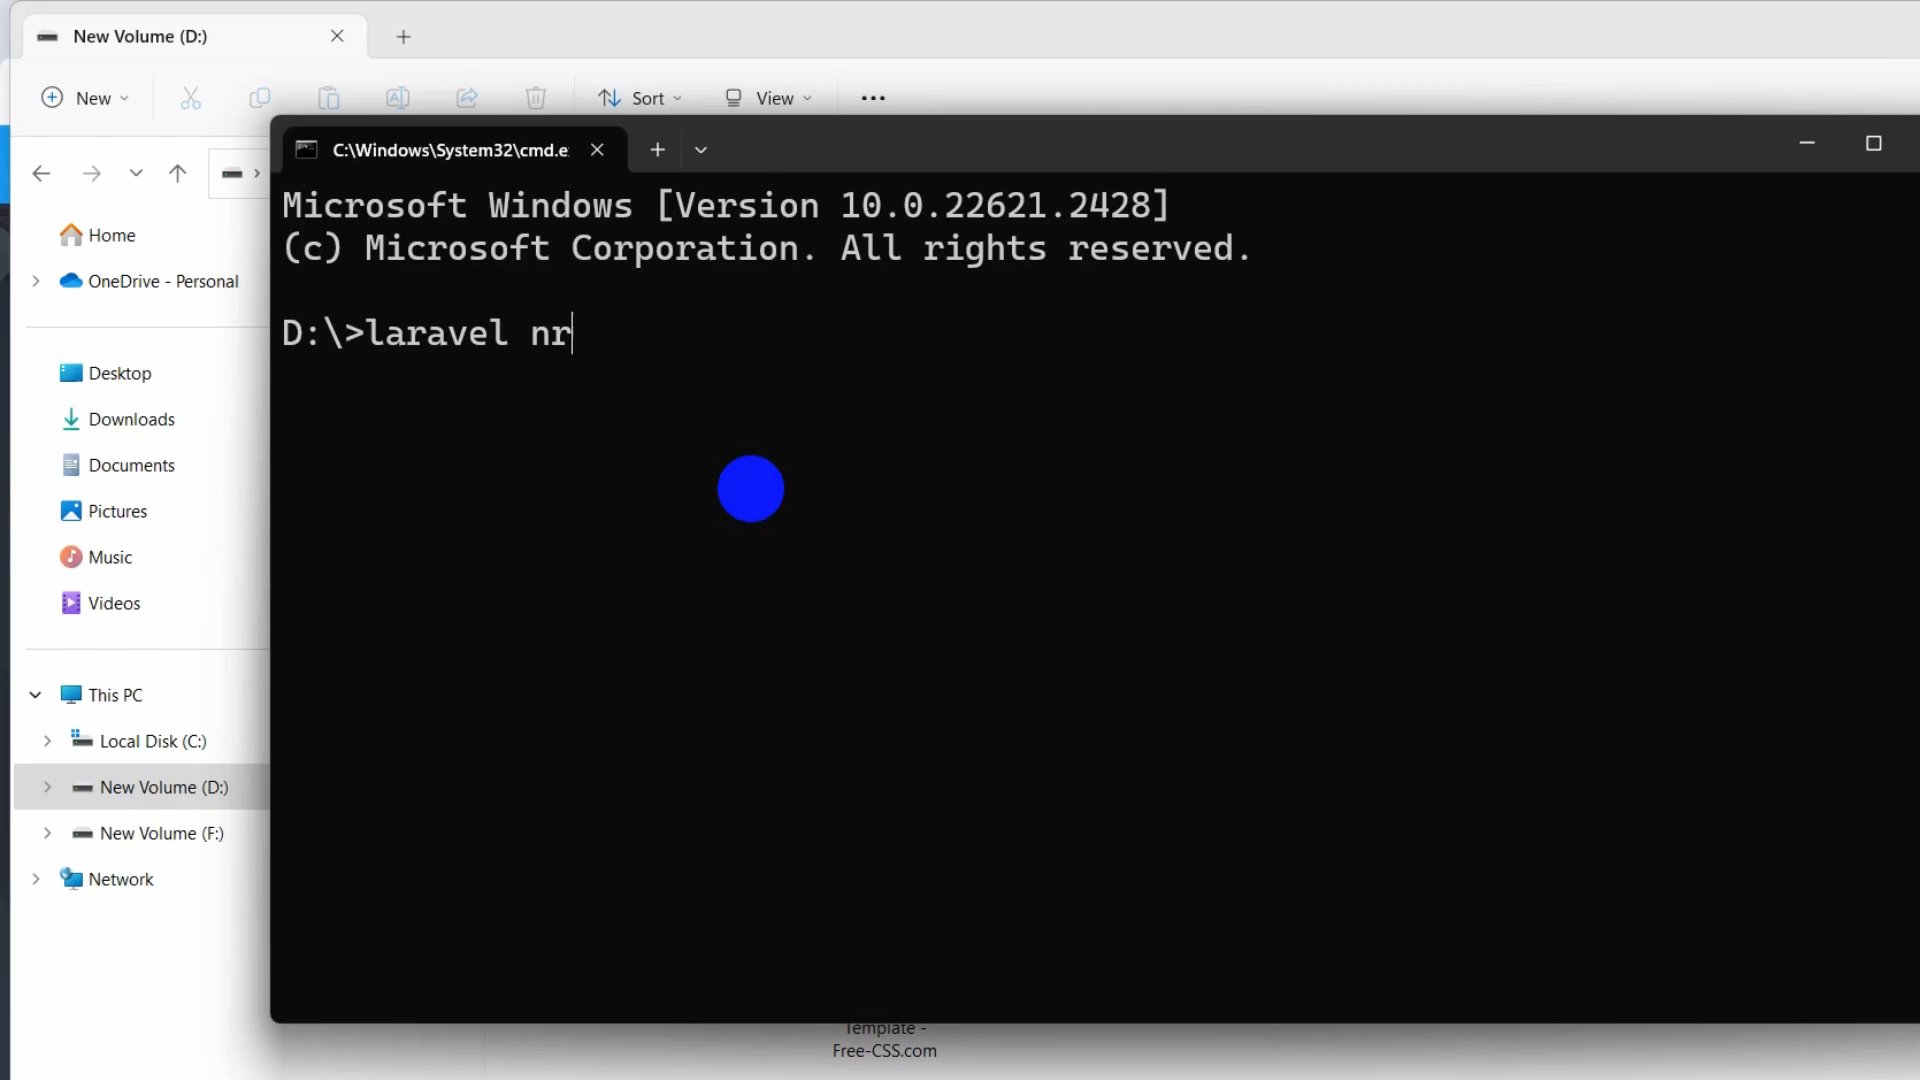 New Volume (D:)
New
Sort
View
C:\Windows\System32\cmd.e
Microsoft Windows [Version 10.0.22621.2428]
(c) Microsoft Corporation. All rights reserved.
D:\>laravel nr
Home
OneDrive - Personal
Desktop
Downloads
Documents
Pictures
Music
Videos
This PC
Local Disk (C:)
New Volume (D:)
New Volume (F:)
Network
Template -
Free-CSS.com